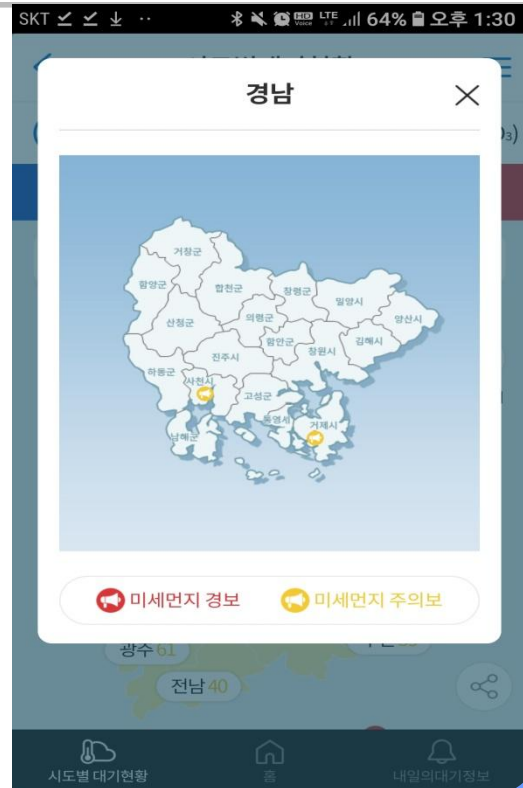 SKT LTE 64% 오후 1:30
경남
거창군
함양군
합천군
창령군
밀양시
산청군
의령군
양산시
함안군
창원시
김해시
진주시
하동군
사천시
고성군
통영시
거제시
남해군
미세먼지 경보 미세먼지 주의보
광주 61
전남 40
시도별 대기현황 홈 내일의대기정보